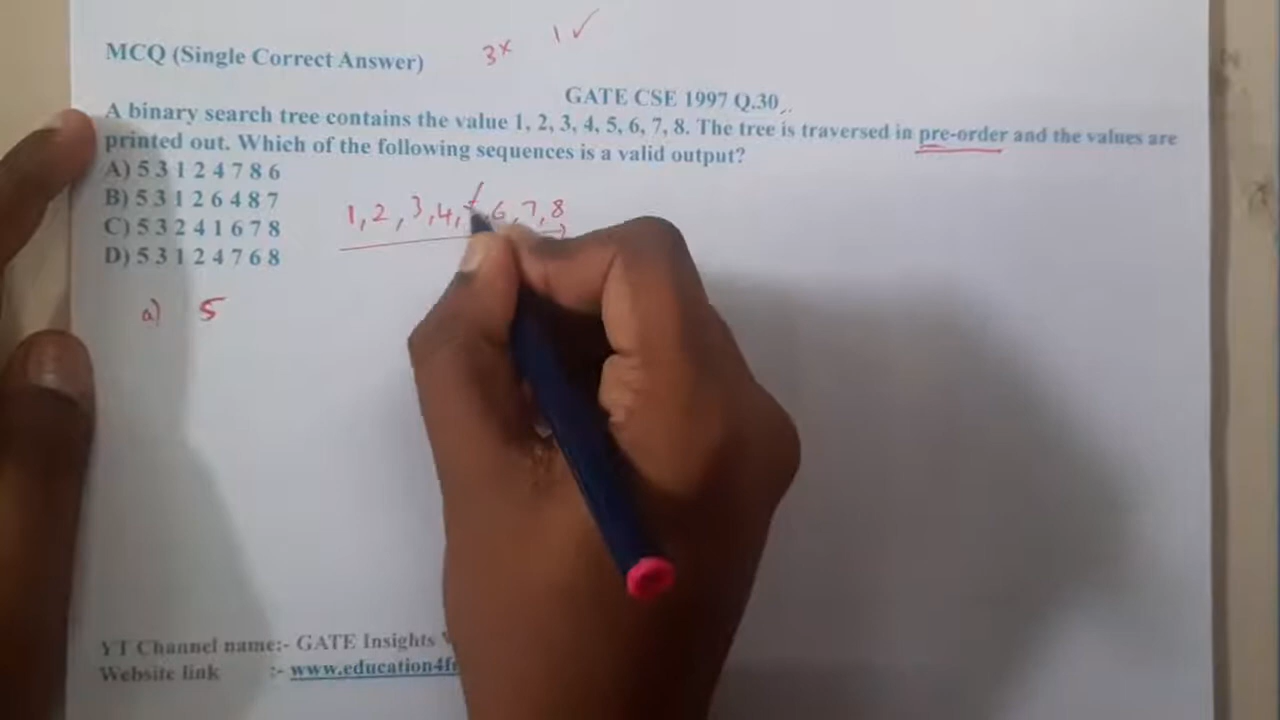 3 x 1 ✓
MCQ (Single Correct Answer)
GATE CSE 1997 Q.30
A binary search tree contains the value 1, 2, 3, 4, 5, 6, 7, 8. The tree is traversed in pre-order and the values are
printed out. Which of the following sequences is a valid output?
A) 5 3 1 2 4 7 8 6
B) 5 3 1 2 6 4 8 7
C) 5 3 2 4 1 6 7 8
D) 5 3 1 2 4 7 6 8
1, 2, 3, 4, 6, 7, 8
a) 5
YT Channel name:- GATE Insights
Website link :- www.education4f